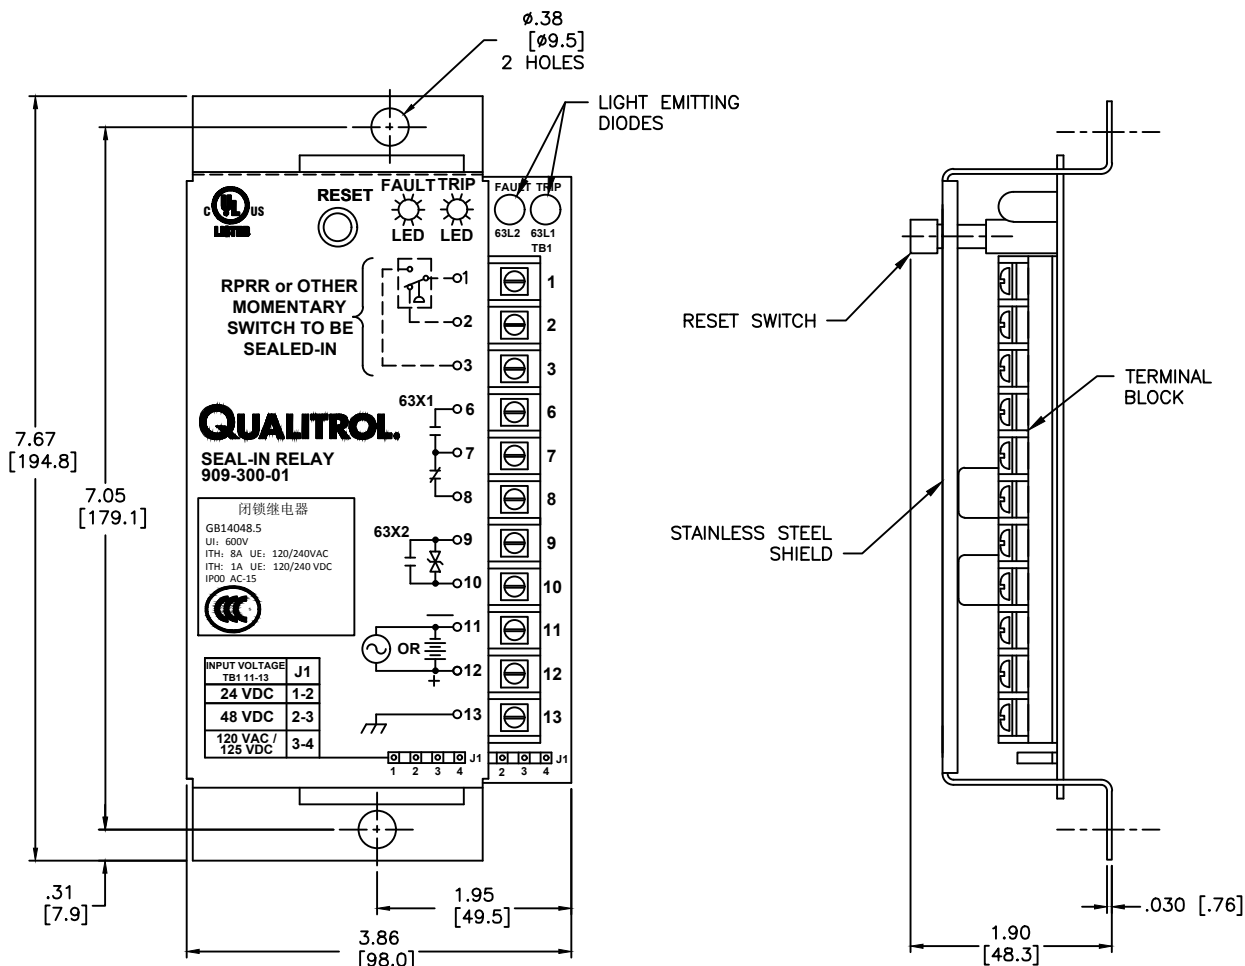 ø.38
[ø9.5]
2 HOLES
LIGHT EMITTING
DIODES
C UL US
LISTED
RESET
FAULT TRIP
LED LED
FAULT TRIP
63L2 63L1
TB1
RPRR or OTHER
MOMENTARY
SWITCH TO BE
SEALED-IN
1 1
2 2
3 3
63X1
6 6
7 7
8 8
QUALITROL.
SEAL-IN RELAY
909-300-01
闭锁继电器
GB14048.5
UI: 600V
ITH: 8A UE: 120/240VAC
ITH: 1A UE: 120/240 VDC
IP00 AC-15
CCC
63X2
9 9
10 10
11 11
OR
12 12
+
13 13
INPUT VOLTAGE
TB1 11-13
J1
24 VDC 1-2
48 VDC 2-3
120 VAC /
125 VDC
3-4
J1
1 2 3 4
J1
2 3 4
7.67
[194.8]
7.05
[179.1]
.31
[7.9]
1.95
[49.5]
3.86
[98.0]
RESET SWITCH
TERMINAL
BLOCK
STAINLESS STEEL
SHIELD
.030 [.76]
1.90
[48.3]